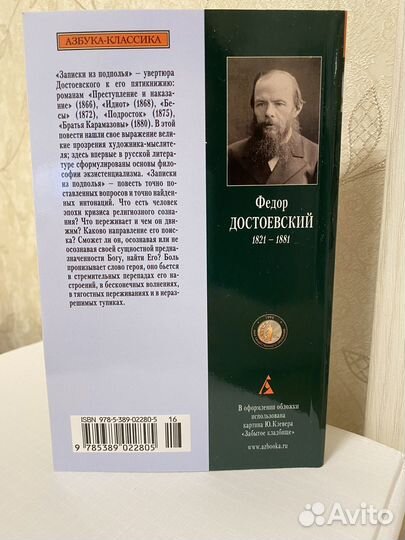 АЗБУКА-КЛАССИКА
«Записки из подполья» — увертюра
Достоевского к его пятикнижию:
романам «Преступление и наказа-
ние» (1866), «Идиот» (1868), «Бе-
сы» (1872), «Подросток» (1875),
«Братья Карамазовы» (1880). В этой
повести нашли свое выражение вели-
кие прозрения художника-мыслите-
ля; здесь впервые в русской литера-
туре сформулированы основы фило-
софии экзистенциализма. «Записки
из подполья» — повесть точно по-
ставленных вопросов и точно найден-
ных интонаций. Что есть человек
эпохи кризиса религиозного созна-
ния? Что переживает и чем он дви-
жим? Каково направление его поис-
ка? Сможет ли он, осознавая или не
осознавая своей сущностной предна-
значенности Богу, найти Его? Боль
пронизывает слово героя, оно бьется
в стремительных перепадах его на-
строений, в бесконечных волнениях,
в тягостных переживаниях и в нераз-
решимых тупиках.
ISBN 978-5-389-02280-5
16
9 785389 022805
Федор
ДОСТОЕВСКИЙ
1821 – 1881
В оформлении обложки
использована
картина Ю.Клевера
«Забытое кладбище»
www.azbooka.ru
Avito